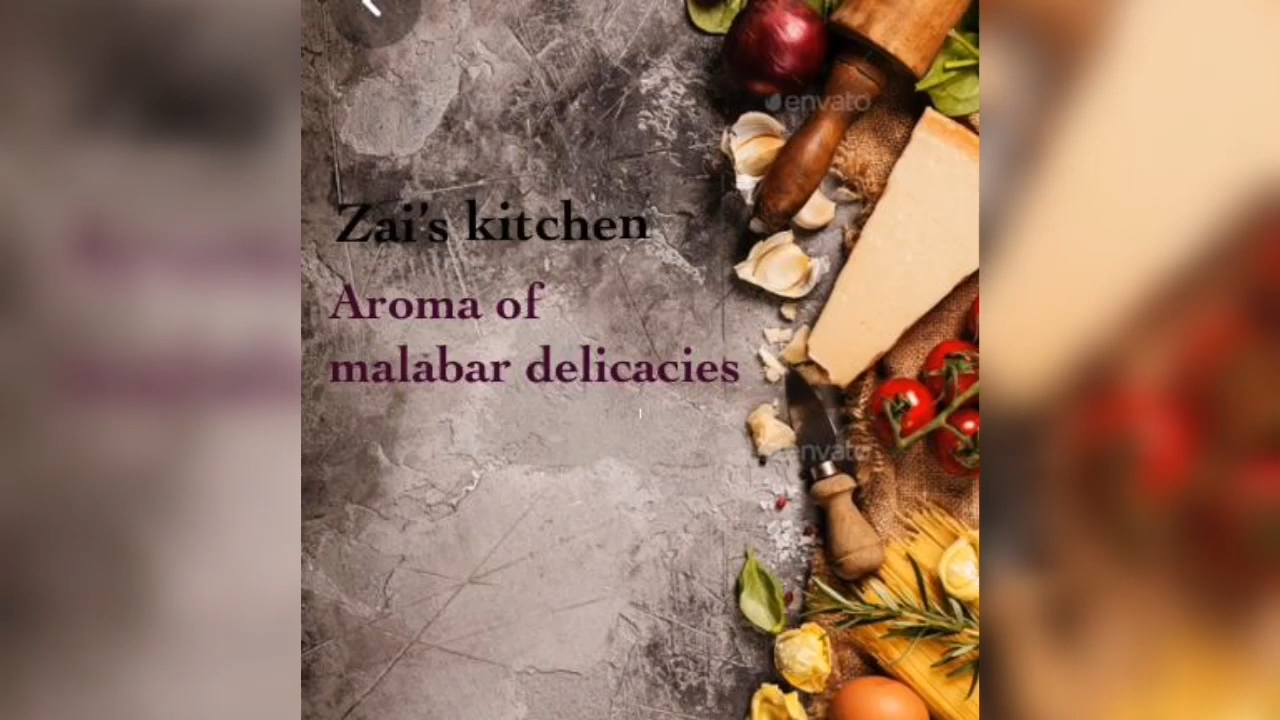 envato
Zai's kitchen
Aroma of
malabar delicacies
envato